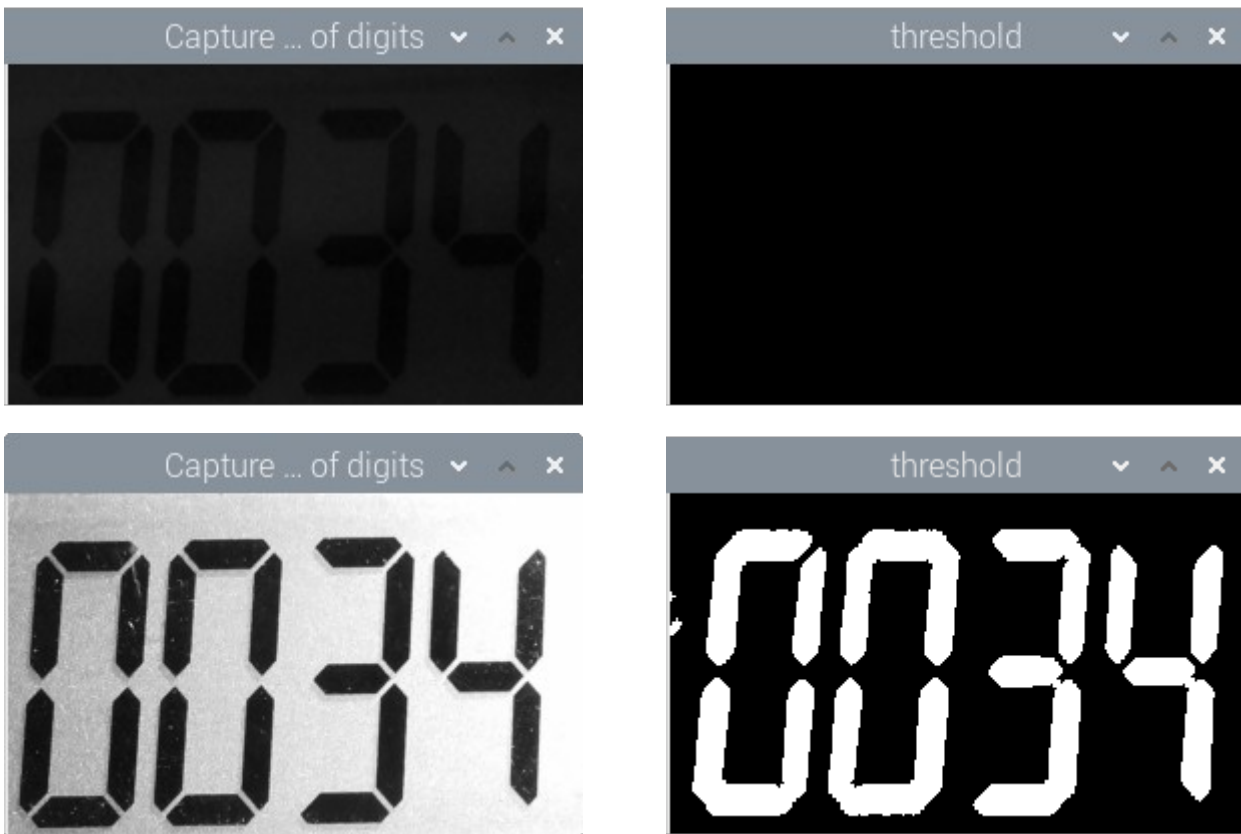 Capture ... of digits
threshold
0034
Capture ... of digits
threshold
0034
0034